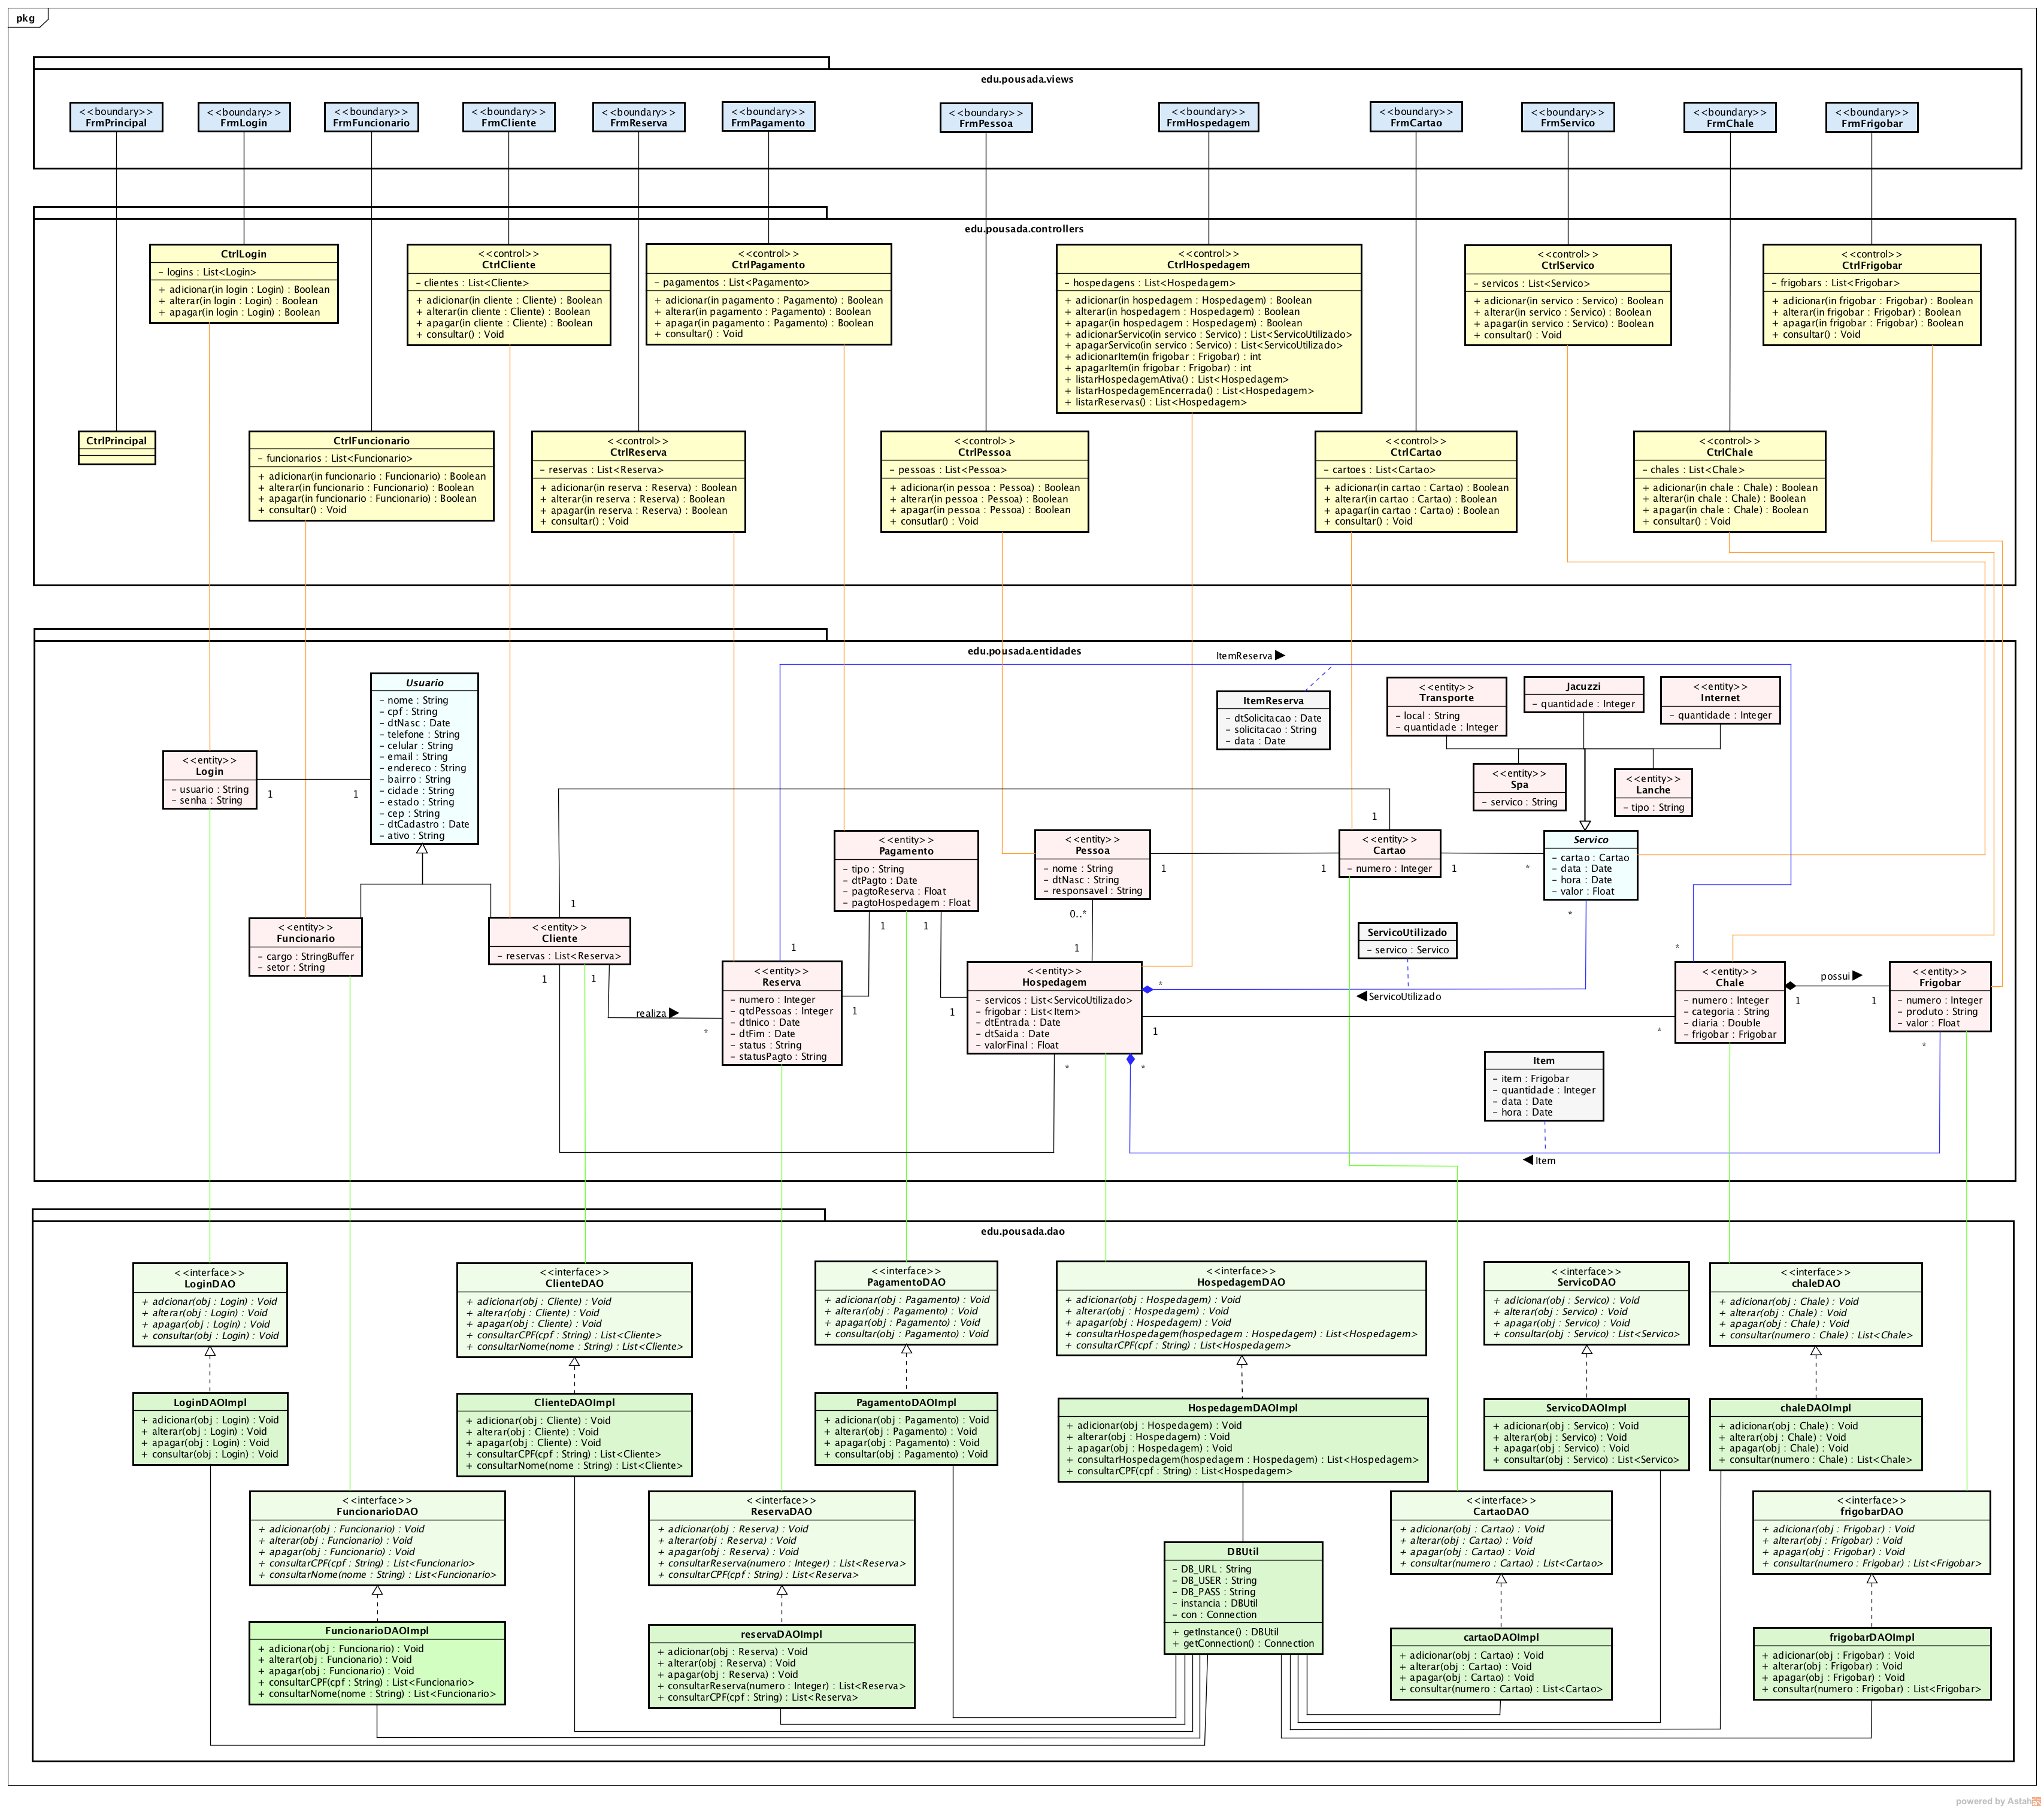 pkg
edu.pousada.views
<<boundary>>
FrmPrincipal
<<boundary>>
FrmLogin
<<boundary>>
FrmFuncionario
<<boundary>>
FrmCliente
<<boundary>>
FrmReserva
<<boundary>>
FrmPagamento
<<boundary>>
FrmPessoa
<<boundary>>
FrmHospedagem
<<boundary>>
FrmCartao
<<boundary>>
FrmServico
<<boundary>>
FrmChale
<<boundary>>
FrmFrigobar
edu.pousada.controllers
CtrlLogin
– logins : List<Login>
+ adicionar(in login : Login) : Boolean
+ alterar(in login : Login) : Boolean
+ apagar(in login : Login) : Boolean
<<control>>
CtrlCliente
– clientes : List<Cliente>
+ adicionar(in cliente : Cliente) : Boolean
+ alterar(in cliente : Cliente) : Boolean
+ apagar(in cliente : Cliente) : Boolean
+ consultar() : Void
<<control>>
CtrlPagamento
– pagamentos : List<Pagamento>
+ adicionar(in pagamento : Pagamento) : Boolean
+ alterar(in pagamento : Pagamento) : Boolean
+ apagar(in pagamento : Pagamento) : Boolean
+ consultar() : Void
<<control>>
CtrlHospedagem
– hospedagens : List<Hospedagem>
+ adicionar(in hospedagem : Hospedagem) : Boolean
+ alterar(in hospedagem : Hospedagem) : Boolean
+ apagar(in hospedagem : Hospedagem) : Boolean
+ adicionarServico(in servico : Servico) : List<ServicoUtilizado>
+ apagarServico(in servico : Servico) : List<ServicoUtilizado>
+ adicionarItem(in frigobar : Frigobar) : int
+ apagarItem(in frigobar : Frigobar) : int
+ listarHospedagemAtiva() : List<Hospedagem>
+ listarHospedagemEncerrada() : List<Hospedagem>
+ listarReservas() : List<Hospedagem>
<<control>>
CtrlServico
– servicos : List<Servico>
+ adicionar(in servico : Servico) : Boolean
+ alterar(in servico : Servico) : Boolean
+ apagar(in servico : Servico) : Boolean
+ consultar() : Void
<<control>>
CtrlFrigobar
– frigobars : List<Frigobar>
+ adicionar(in frigobar : Frigobar) : Boolean
+ alterar(in frigobar : Frigobar) : Boolean
+ apagar(in frigobar : Frigobar) : Boolean
+ consultar() : Void
CtrlPrincipal
CtrlFuncionario
– funcionarios : List<Funcionario>
+ adicionar(in funcionario : Funcionario) : Boolean
+ alterar(in funcionario : Funcionario) : Boolean
+ apagar(in funcionario : Funcionario) : Boolean
+ consultar() : Void
<<control>>
CtrlReserva
– reservas : List<Reserva>
+ adicionar(in reserva : Reserva) : Boolean
+ alterar(in reserva : Reserva) : Boolean
+ apagar(in reserva : Reserva) : Boolean
+ consultar() : Void
<<control>>
CtrlPessoa
– pessoas : List<Pessoa>
+ adicionar(in pessoa : Pessoa) : Boolean
+ alterar(in pessoa : Pessoa) : Boolean
+ apagar(in pessoa : Pessoa) : Boolean
+ consutlar() : Void
<<control>>
CtrlCartao
– cartoes : List<Cartao>
+ adicionar(in cartao : Cartao) : Boolean
+ alterar(in cartao : Cartao) : Boolean
+ apagar(in cartao : Cartao) : Boolean
+ consultar() : Void
<<control>>
CtrlChale
– chales : List<Chale>
+ adicionar(in chale : Chale) : Boolean
+ alterar(in chale : Chale) : Boolean
+ apagar(in chale : Chale) : Boolean
+ consultar() : Void
edu.pousada.entidades
ItemReserva
Usuario
– nome : String
– cpf : String
– dtNasc : Date
– telefone : String
– celular : String
– email : String
– endereco : String
– bairro : String
– cidade : String
– estado : String
– cep : String
– dtCadastro : Date
– ativo : String
ItemReserva
– dtSolicitacao : Date
– solicitacao : String
– data : Date
<<entity>>
Transporte
– local : String
– quantidade : Integer
Jacuzzi
– quantidade : Integer
<<entity>>
Internet
– quantidade : Integer
<<entity>>
Spa
– servico : String
<<entity>>
Lanche
– tipo : String
<<entity>>
Login
– usuario : String
– senha : String
1
1
1
<<entity>>
Pagamento
– tipo : String
– dtPagto : Date
– pagtoReserva : Float
– pagtoHospedagem : Float
<<entity>>
Pessoa
– nome : String
– dtNasc : String
– responsavel : String
1
1
<<entity>>
Cartao
– numero : Integer
1
*
Servico
– cartao : Cartao
– data : Date
– hora : Date
– valor : Float
*
<<entity>>
Funcionario
– cargo : StringBuffer
– setor : String
1
<<entity>>
Cliente
– reservas : List<Reserva>
1
1
realiza
*
1
1
1
0..*
1
<<entity>>
Reserva
– numero : Integer
– qtdPessoas : Integer
– dtInico : Date
– dtFim : Date
– status : String
– statusPagto : String
1
1
<<entity>>
Hospedagem
– servicos : List<ServicoUtilizado>
– frigobar : List<Item>
– dtEntrada : Date
– dtSaida : Date
– valorFinal : Float
*
1
*
*
ServicoUtilizado
– servico : Servico
ServicoUtilizado
*
*
<<entity>>
Chale
– numero : Integer
– categoria : String
– diaria : Double
– frigobar : Frigobar
possui
1
1
<<entity>>
Frigobar
– numero : Integer
– produto : String
– valor : Float
*
Item
– item : Frigobar
– quantidade : Integer
– data : Date
– hora : Date
Item
edu.pousada.dao
<<interface>>
LoginDAO
+ adcionar(obj : Login) : Void
+ alterar(obj : Login) : Void
+ apagar(obj : Login) : Void
+ consultar(obj : Login) : Void
<<interface>>
ClienteDAO
+ adicionar(obj : Cliente) : Void
+ alterar(obj : Cliente) : Void
+ apagar(obj : Cliente) : Void
+ consultarCPF(cpf : String) : List<Cliente>
+ consultarNome(nome : String) : List<Cliente>
<<interface>>
PagamentoDAO
+ adicionar(obj : Pagamento) : Void
+ alterar(obj : Pagamento) : Void
+ apagar(obj : Pagamento) : Void
+ consultar(obj : Pagamento) : Void
<<interface>>
HospedagemDAO
+ adicionar(obj : Hospedagem) : Void
+ alterar(obj : Hospedagem) : Void
+ apagar(obj : Hospedagem) : Void
+ consultarHospedagem(hospedagem : Hospedagem) : List<Hospedagem>
+ consultarCPF(cpf : String) : List<Hospedagem>
<<interface>>
ServicoDAO
+ adicionar(obj : Servico) : Void
+ alterar(obj : Servico) : Void
+ apagar(obj : Servico) : Void
+ consultar(obj : Servico) : List<Servico>
<<interface>>
chaleDAO
+ adicionar(obj : Chale) : Void
+ alterar(obj : Chale) : Void
+ apagar(obj : Chale) : Void
+ consultar(numero : Chale) : List<Chale>
LoginDAOImpl
+ adicionar(obj : Login) : Void
+ alterar(obj : Login) : Void
+ apagar(obj : Login) : Void
+ consultar(obj : Login) : Void
ClienteDAOImpl
+ adicionar(obj : Cliente) : Void
+ alterar(obj : Cliente) : Void
+ apagar(obj : Cliente) : Void
+ consultarCPF(cpf : String) : List<Cliente>
+ consultarNome(nome : String) : List<Cliente>
PagamentoDAOImpl
+ adicionar(obj : Pagamento) : Void
+ alterar(obj : Pagamento) : Void
+ apagar(obj : Pagamento) : Void
+ consultar(obj : Pagamento) : Void
HospedagemDAOImpl
+ adicionar(obj : Hospedagem) : Void
+ alterar(obj : Hospedagem) : Void
+ apagar(obj : Hospedagem) : Void
+ consultarHospedagem(hospedagem : Hospedagem) : List<Hospedagem>
+ consultarCPF(cpf : String) : List<Hospedagem>
ServicoDAOImpl
+ adicionar(obj : Servico) : Void
+ alterar(obj : Servico) : Void
+ apagar(obj : Servico) : Void
+ consultar(obj : Servico) : List<Servico>
chaleDAOImpl
+ adicionar(obj : Chale) : Void
+ alterar(obj : Chale) : Void
+ apagar(obj : Chale) : Void
+ consultar(numero : Chale) : List<Chale>
<<interface>>
FuncionarioDAO
+ adicionar(obj : Funcionario) : Void
+ alterar(obj : Funcionario) : Void
+ apagar(obj : Funcionario) : Void
+ consultarCPF(cpf : String) : List<Funcionario>
+ consultarNome(nome : String) : List<Funcionario>
<<interface>>
ReservaDAO
+ adicionar(obj : Reserva) : Void
+ alterar(obj : Reserva) : Void
+ apagar(obj : Reserva) : Void
+ consultarReserva(numero : Integer) : List<Reserva>
+ consultarCPF(cpf : String) : List<Reserva>
DBUtil
– DB_URL : String
– DB_USER : String
– DB_PASS : String
– instancia : DBUtil
– con : Connection
+ getInstance() : DBUtil
+ getConnection() : Connection
<<interface>>
CartaoDAO
+ adicionar(obj : Cartao) : Void
+ alterar(obj : Cartao) : Void
+ apagar(obj : Cartao) : Void
+ consultar(numero : Cartao) : List<Cartao>
<<interface>>
frigobarDAO
+ adicionar(obj : Frigobar) : Void
+ alterar(obj : Frigobar) : Void
+ apagar(obj : Frigobar) : Void
+ consultar(numero : Frigobar) : List<Frigobar>
FuncionarioDAOImpl
+ adicionar(obj : Funcionario) : Void
+ alterar(obj : Funcionario) : Void
+ apagar(obj : Funcionario) : Void
+ consultarCPF(cpf : String) : List<Funcionario>
+ consultarNome(nome : String) : List<Funcionario>
reservaDAOImpl
+ adicionar(obj : Reserva) : Void
+ alterar(obj : Reserva) : Void
+ apagar(obj : Reserva) : Void
+ consultarReserva(numero : Integer) : List<Reserva>
+ consultarCPF(cpf : String) : List<Reserva>
cartaoDAOImpl
+ adicionar(obj : Cartao) : Void
+ alterar(obj : Cartao) : Void
+ apagar(obj : Cartao) : Void
+ consultar(numero : Cartao) : List<Cartao>
frigobarDAOImpl
+ adicionar(obj : Frigobar) : Void
+ alterar(obj : Frigobar) : Void
+ apagar(obj : Frigobar) : Void
+ consultar(numero : Frigobar) : List<Frigobar>
powered by Astah